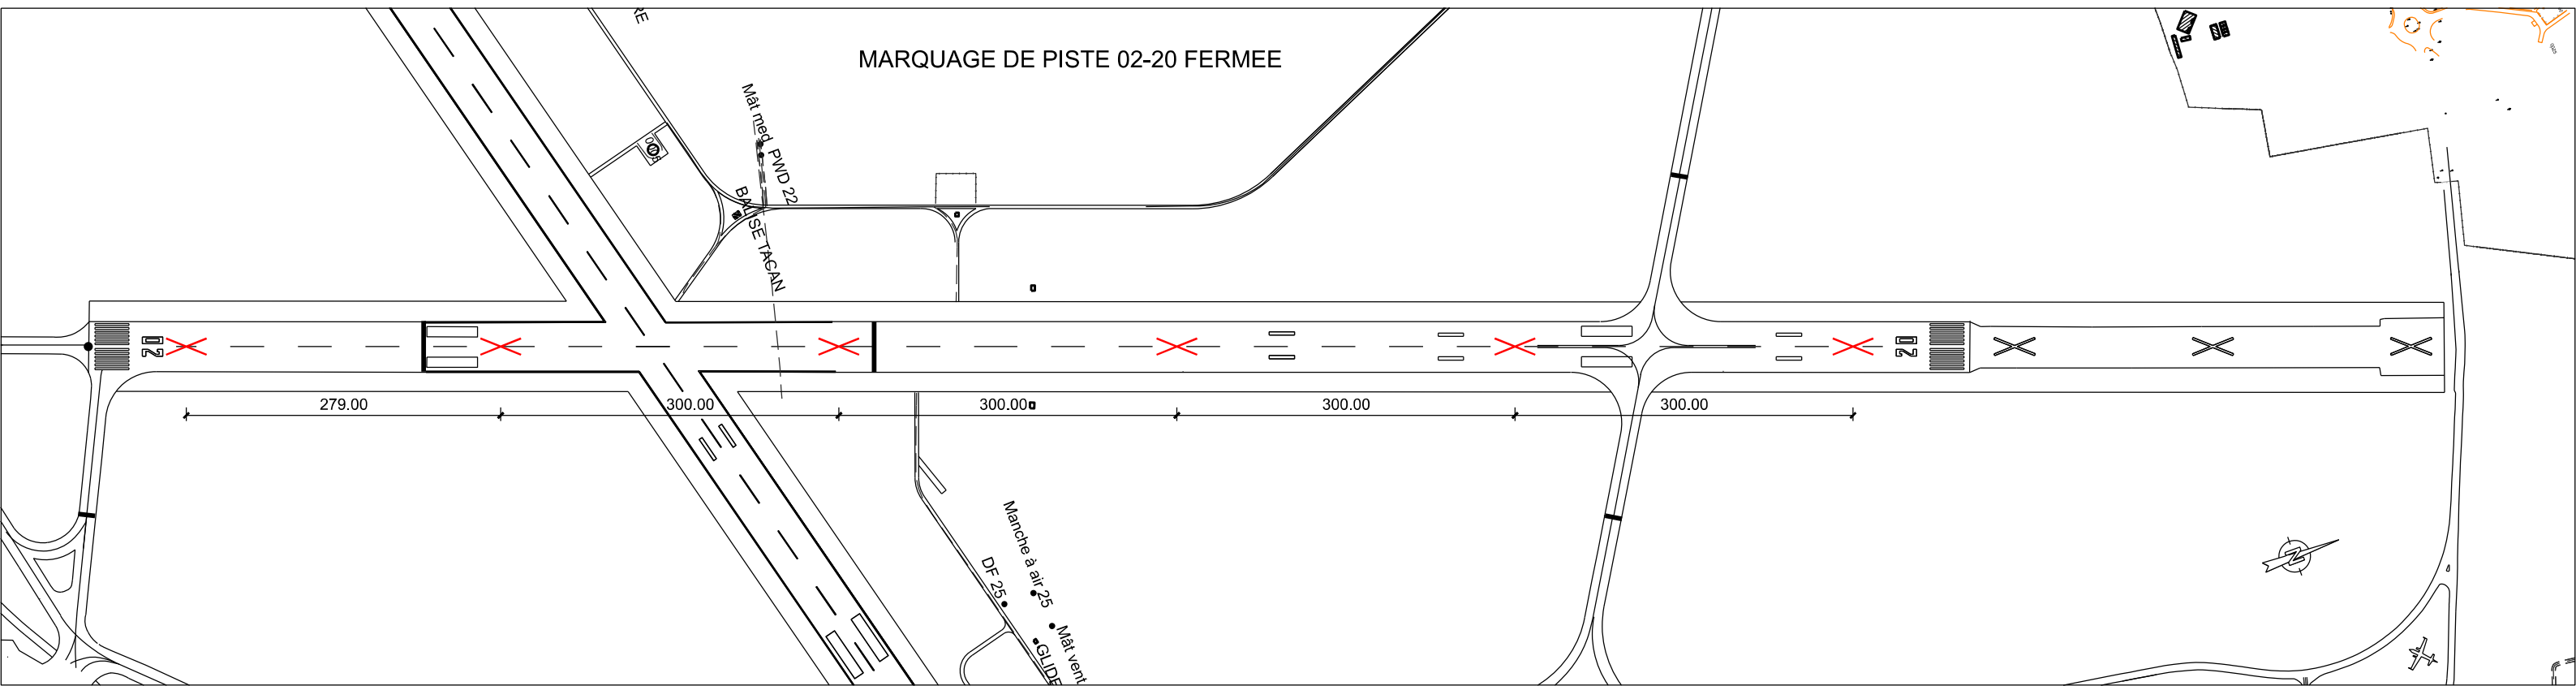 RE
MARQUAGE DE PISTE 02-20 FERMEE
Mât med
PWD 22
BALISE TACAN
02
20
279.00
300.00
300.00
300.00
300.00
Manche à air 25
DF 25
Mât vent
GLIDE
N